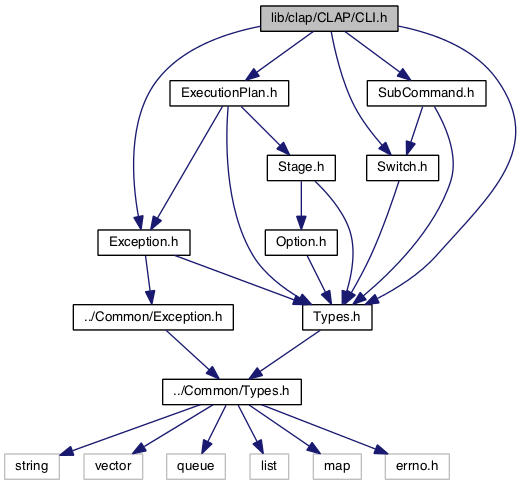 lib/clap/CLAP/CLI.h
ExecutionPlan.h
SubCommand.h
Stage.h
Switch.h
Exception.h
Option.h
../Common/Exception.h
Types.h
../Common/Types.h
string
vector
queue
list
map
errno.h